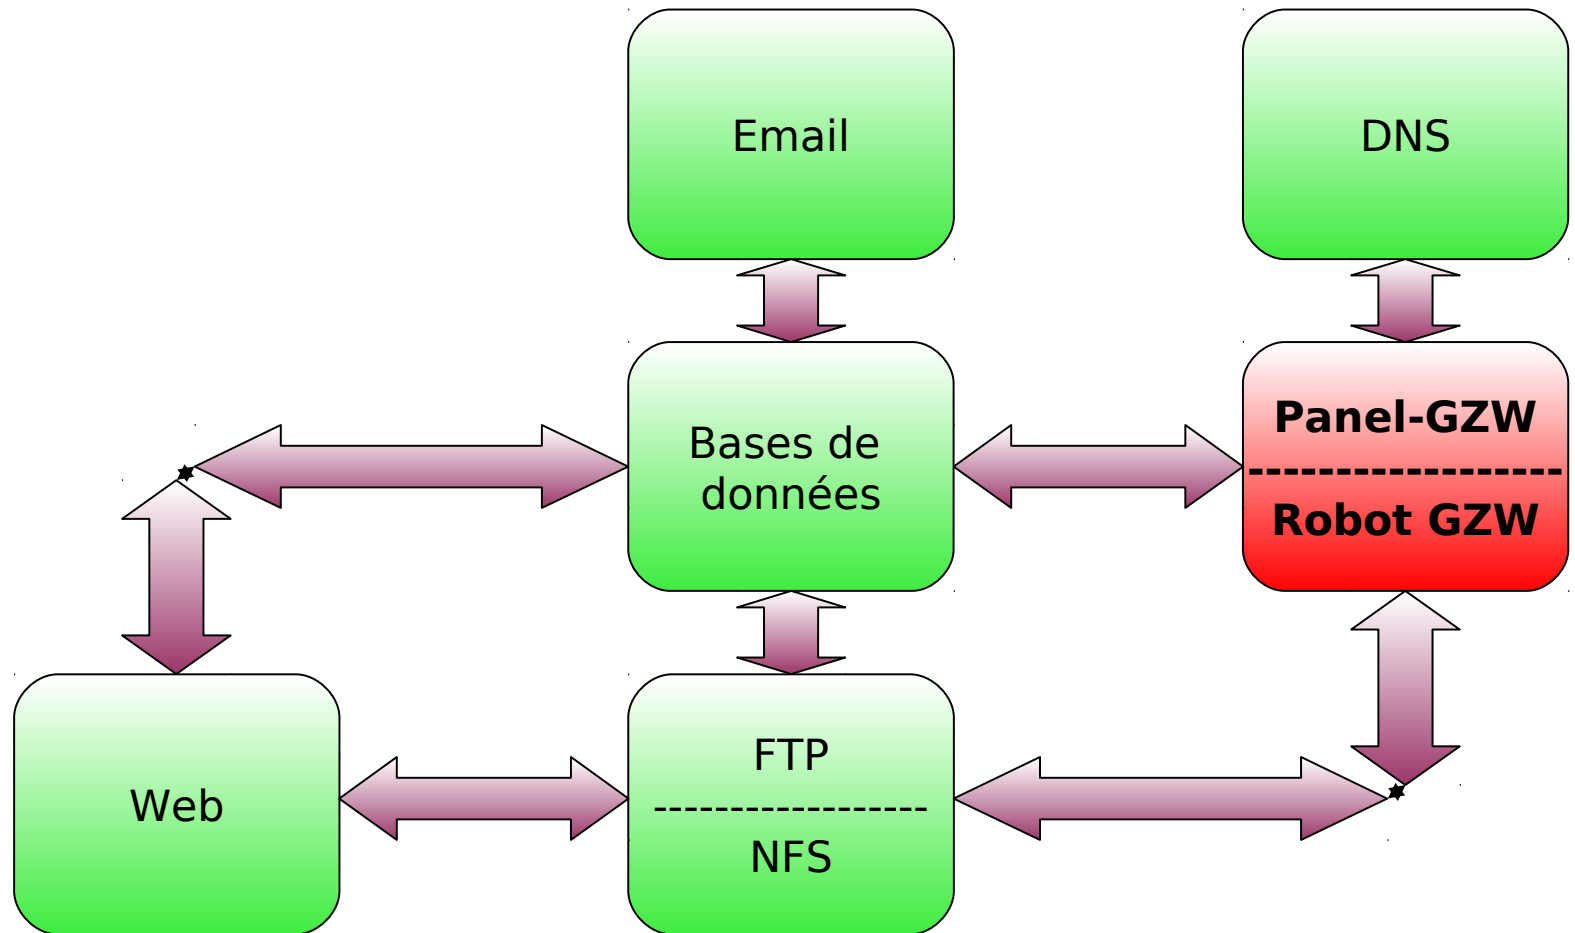 Email
DNS
Bases de
données
Panel-GZW
------------------
Robot GZW
Web
FTP
-------------------
NFS